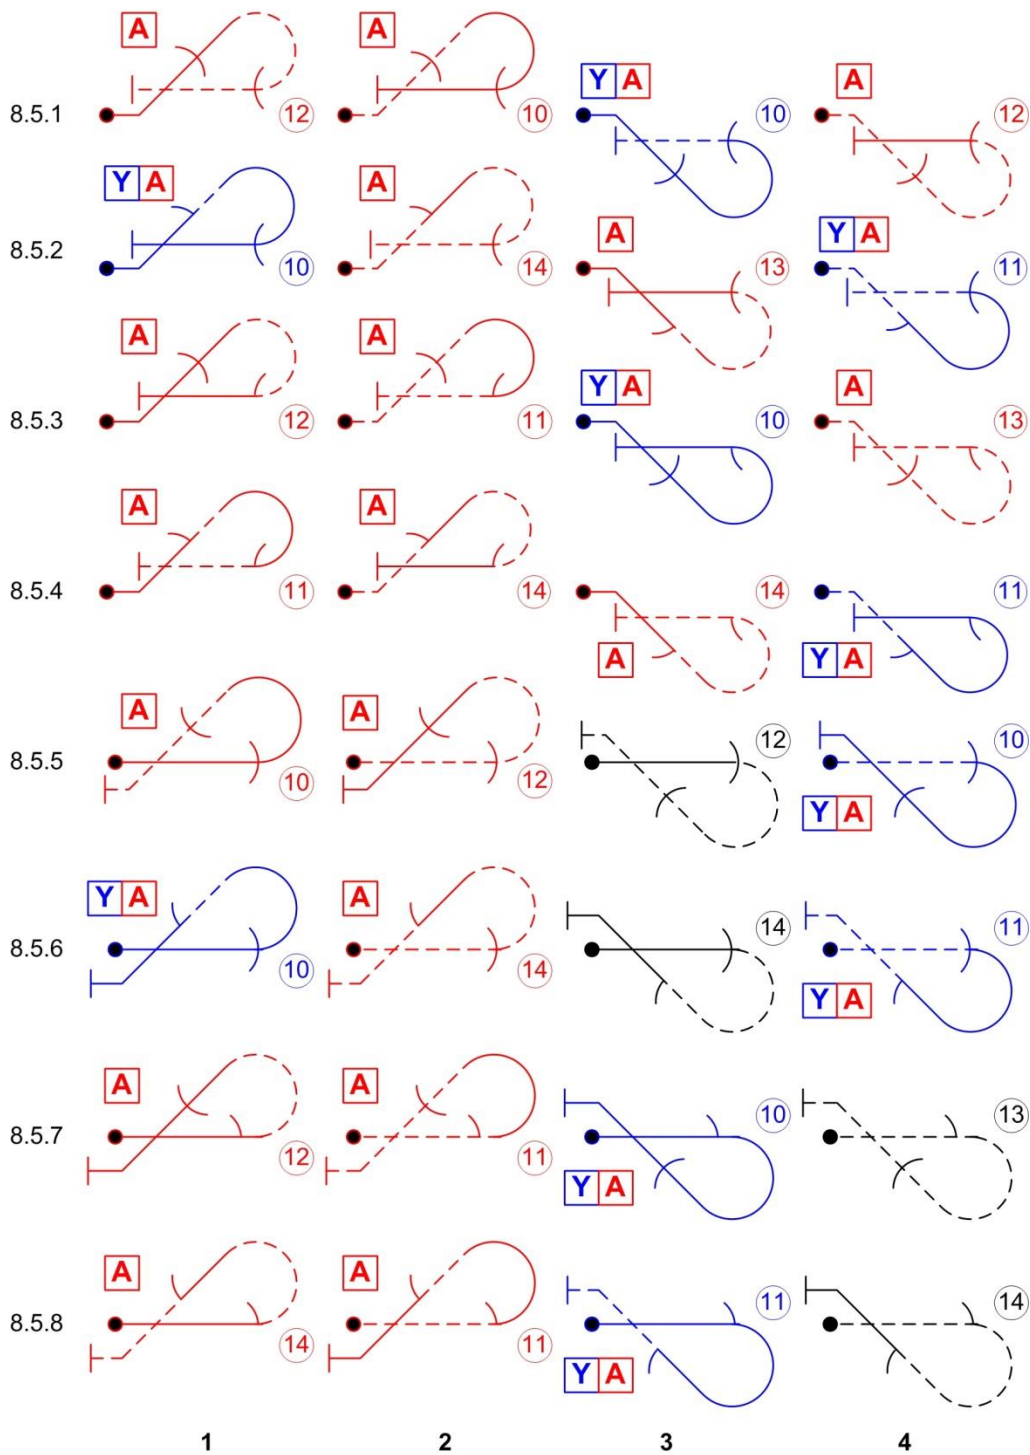 8.5.1 A 12 A 10 Y A 10 A 12
8.5.2 Y A 10 A 14 A 13 Y A 11
8.5.3 A 12 A 11 Y A 10 A 13
8.5.4 A 11 A 14 A 14 Y A 11
8.5.5 A 10 A 12 12 Y A 10
8.5.6 Y A 10 A 14 14 Y A 11
8.5.7 A 12 A 11 Y A 10 13
8.5.8 A 14 A 11 Y A 11 14
1 2 3 4